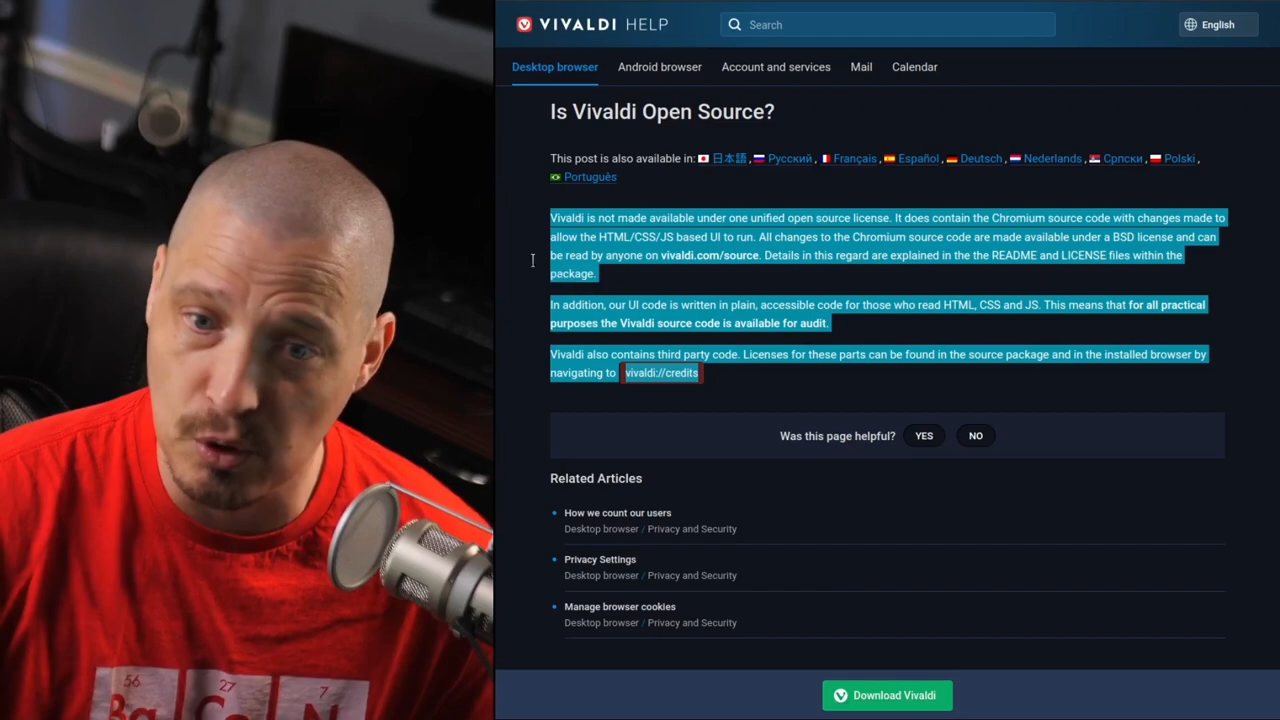 VIVALDI HELP
Search
English
Desktop browser
Android browser
Account and services
Mail
Calendar
Is Vivaldi Open Source?
This post is also available in: 日本語 , Русский , Français , Español , Deutsch , Nederlands , Српски , Polski ,
Português
Vivaldi is not made available under one unified open source license. It does contain the Chromium source code with changes made to
allow the HTML/CSS/JS based UI to run. All changes to the Chromium source code are made available under a BSD license and can
be read by anyone on vivaldi.com/source. Details in this regard are explained in the the README and LICENSE files within the
package.
In addition, our UI code is written in plain, accessible code for those who read HTML, CSS and JS. This means that for all practical
purposes the Vivaldi source code is available for audit.
Vivaldi also contains third party code. Licenses for these parts can be found in the source package and in the installed browser by
navigating to vivaldi://credits
Was this page helpful? YES NO
Related Articles
How we count our users
Desktop browser / Privacy and Security
Privacy Settings
Desktop browser / Privacy and Security
Manage browser cookies
Desktop browser / Privacy and Security
Download Vivaldi
56 27 7
Ba Co N